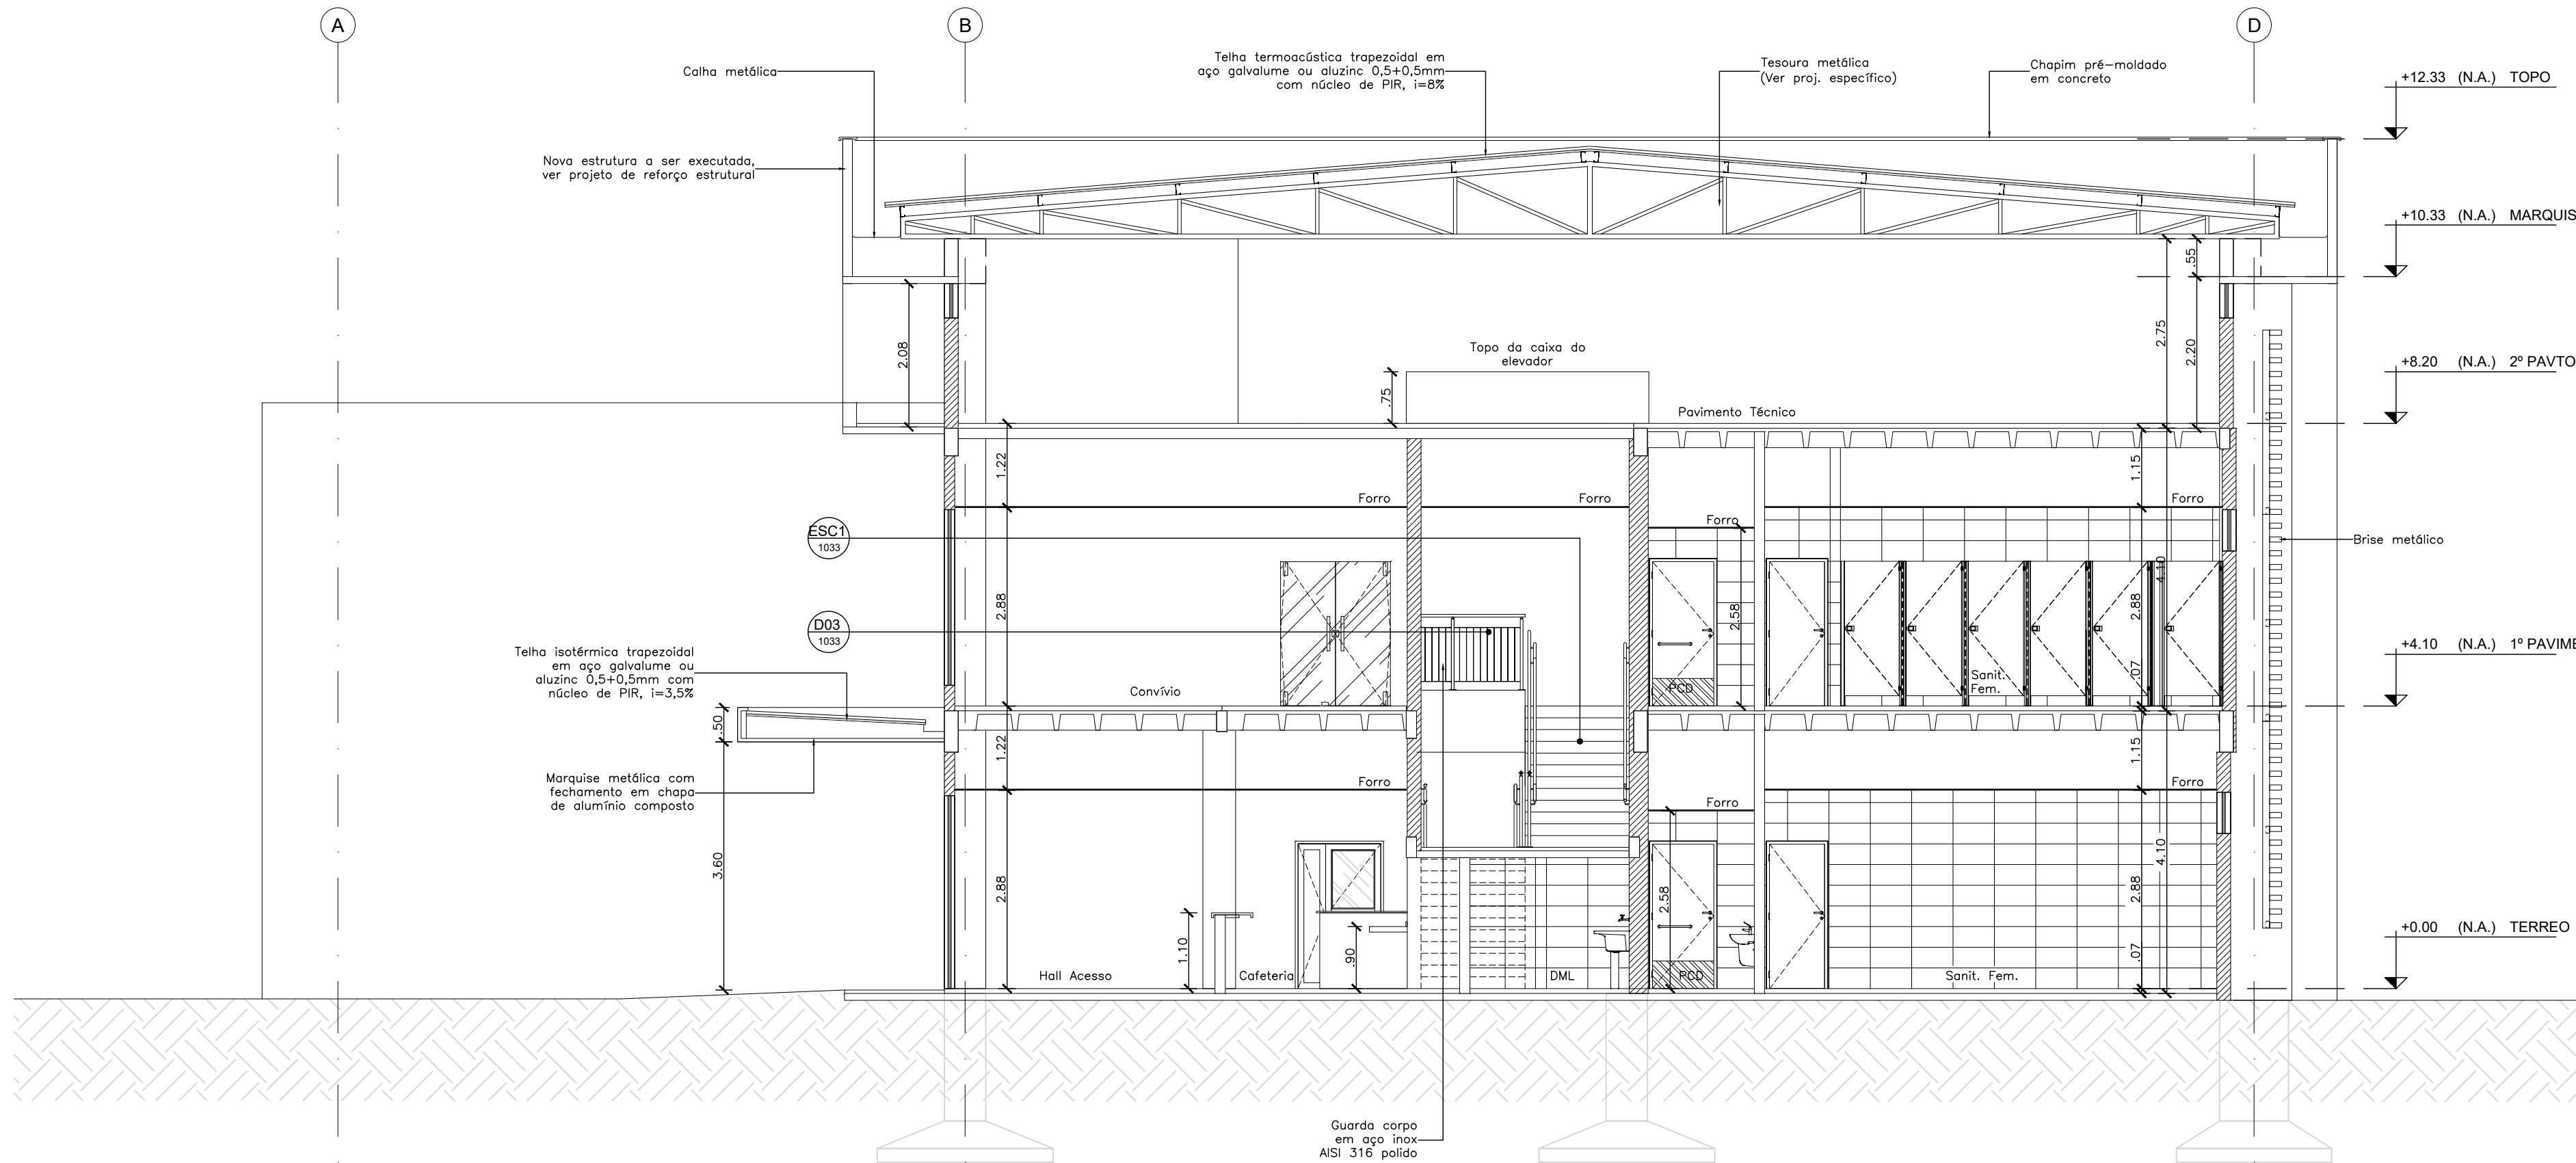 A
B
D
Calha metálica
Telha termoacústica trapezoidal em
aço galvalume ou aluzinc 0,5+0,5mm
com núcleo de PIR, i=8%
Tesoura metálica
(Ver proj. específico)
Chapim pré-moldado
em concreto
+12.33 (N.A.) TOPO
Nova estrutura a ser executada,
ver projeto de reforço estrutural
+10.33 (N.A.) MARQUIS
.55
2.75
2.20
2.08
Topo da caixa do
elevador
.75
Pavimento Técnico
+8.20 (N.A.) 2º PAVTO
1.22
1.15
Forro
Forro
Forro
Forro
ESC1
1033
Brise metálico
4.10
2.88
2.58
2.88
D03
1033
Telha isotérmica trapezoidal
em aço galvalume ou
aluzinc 0,5+0,5mm com
núcleo de PIR, i=3,5%
+4.10 (N.A.) 1º PAVIME
Convívio
PCD
Sanit.
Fem.
.07
.50
1.22
1.15
Marquise metálica com
fechamento em chapa
de alumínio composto
Forro
Forro
Forro
3.60
2.88
2.58
2.88
4.10
1.10
.90
+0.00 (N.A.) TERREO
Hall Acesso
Cafeteria
DML
PCD
Sanit. Fem.
.07
Guarda corpo
em aço inox
AISI 316 polido